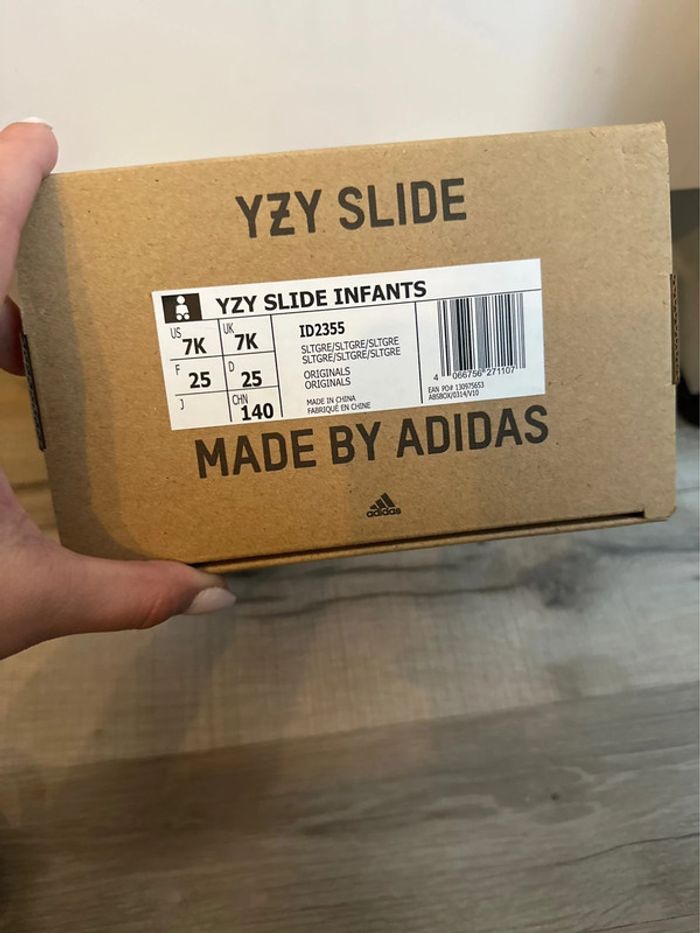 YZY SLIDE
YZY SLIDE INFANTS
US 7K UK 7K
F 25 D 25
J CHN 140
ID2355
SLTGRE/SLTGRE/SLTGRE
SLTGRE/SLTGRE/SLTGRE
ORIGINALS
ORIGINALS
MADE IN CHINA
FABRIQUÉ EN CHINE
4 066756 271107
EAN PO# 130975653
ABSBOX/0314/V10
MADE BY ADIDAS
adidas